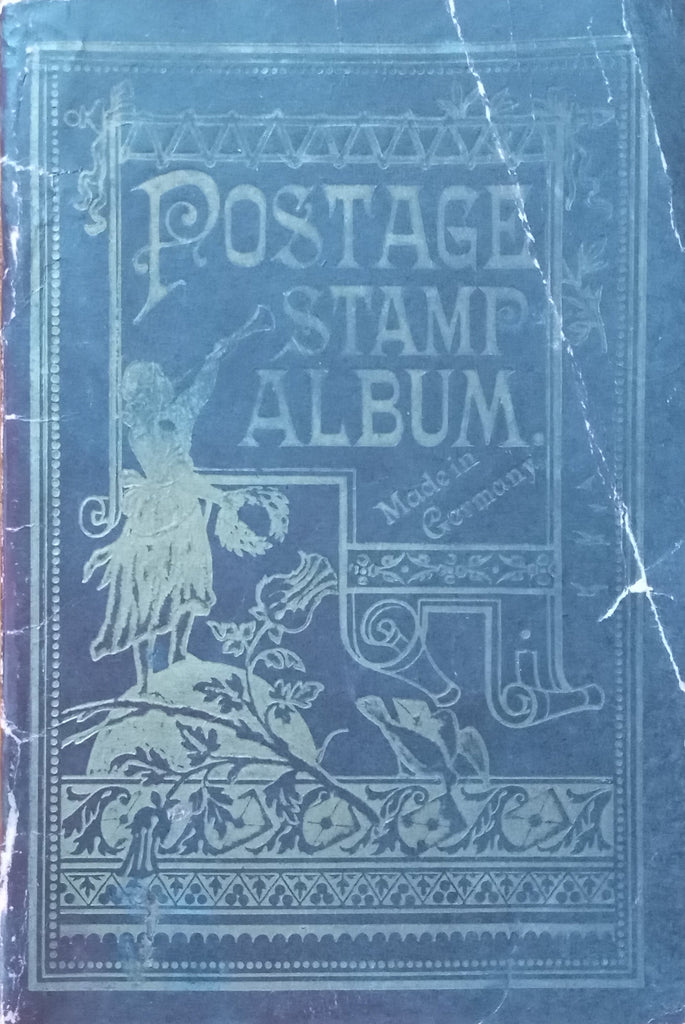 POSTAGE
STAMP
ALBUM.
Made in
Germany.